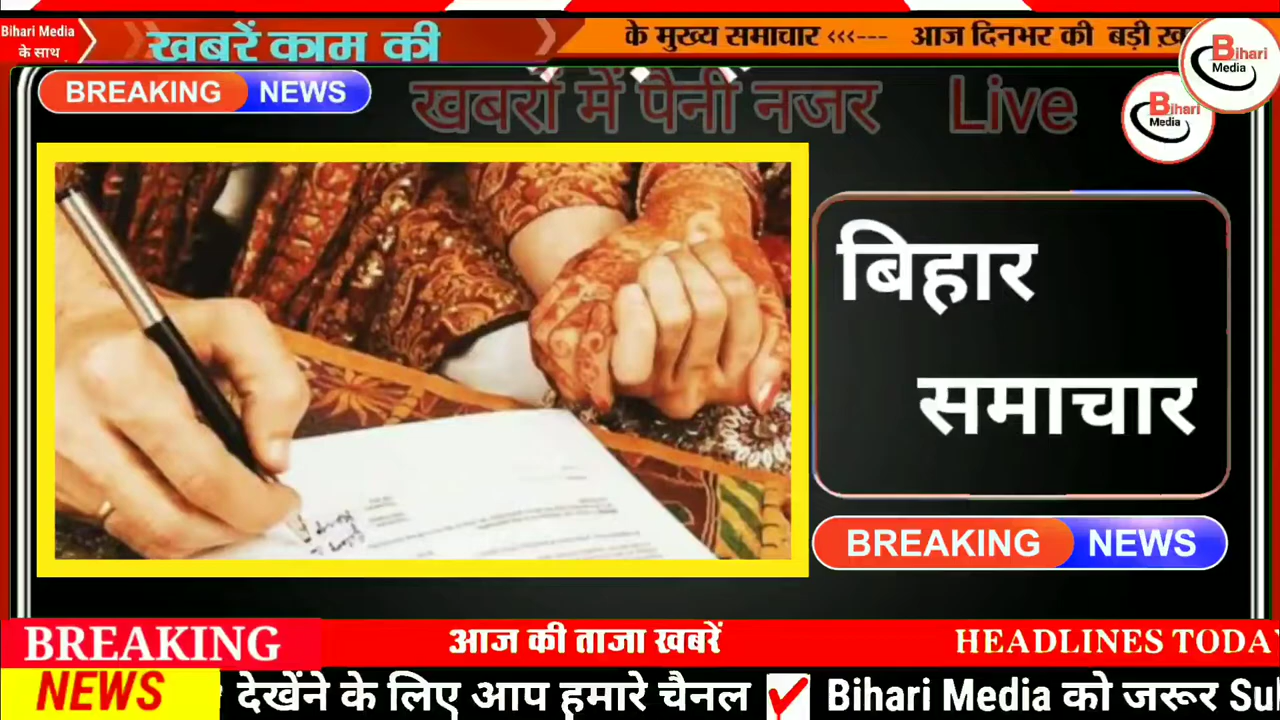 Bihari Media
के साथ
खबरें काम की
के मुख्य समाचार <<<--- आज दिनभर की बड़ी
Bihari
Media
BREAKING NEWS
खबरों में पैनी नजर Live
Bihari
Media
बिहार
समाचार
BREAKING NEWS
BREAKING
NEWS
आज की ताजा खबरें
HEADLINES TODAY
देखेंने के लिए आप हमारे चैनल ✔ Bihari Media को जरूर